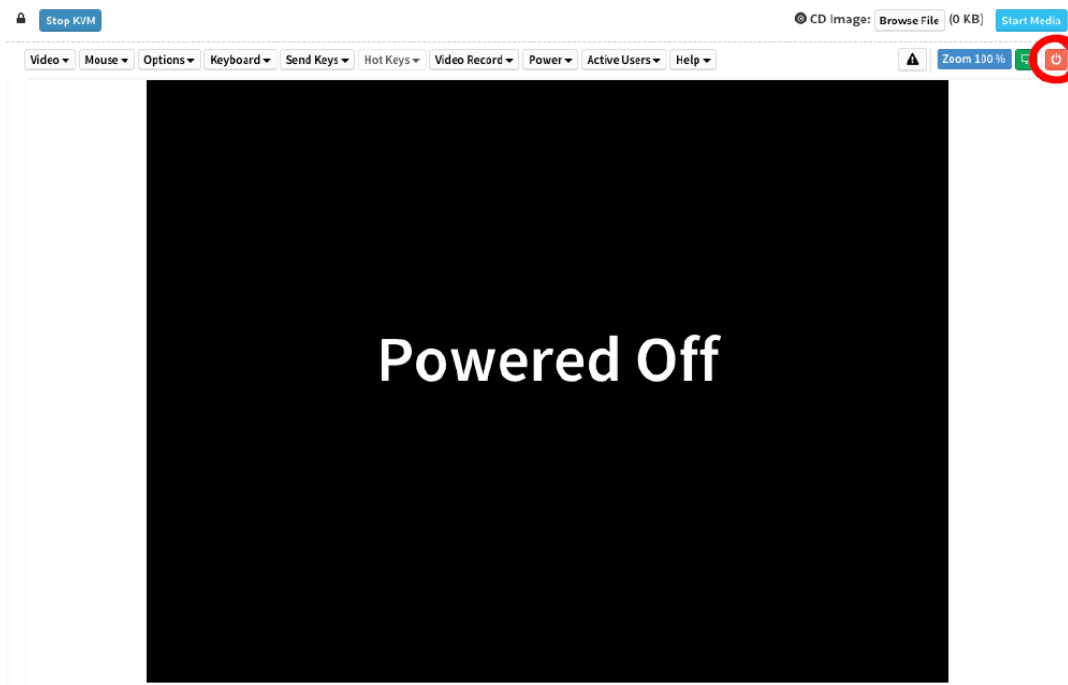 Stop KVM
CD Image: Browse File (0 KB) Start Media
Video Mouse Options Keyboard Send Keys Hot Keys Video Record Power Active Users Help Zoom 100 %
Powered Off